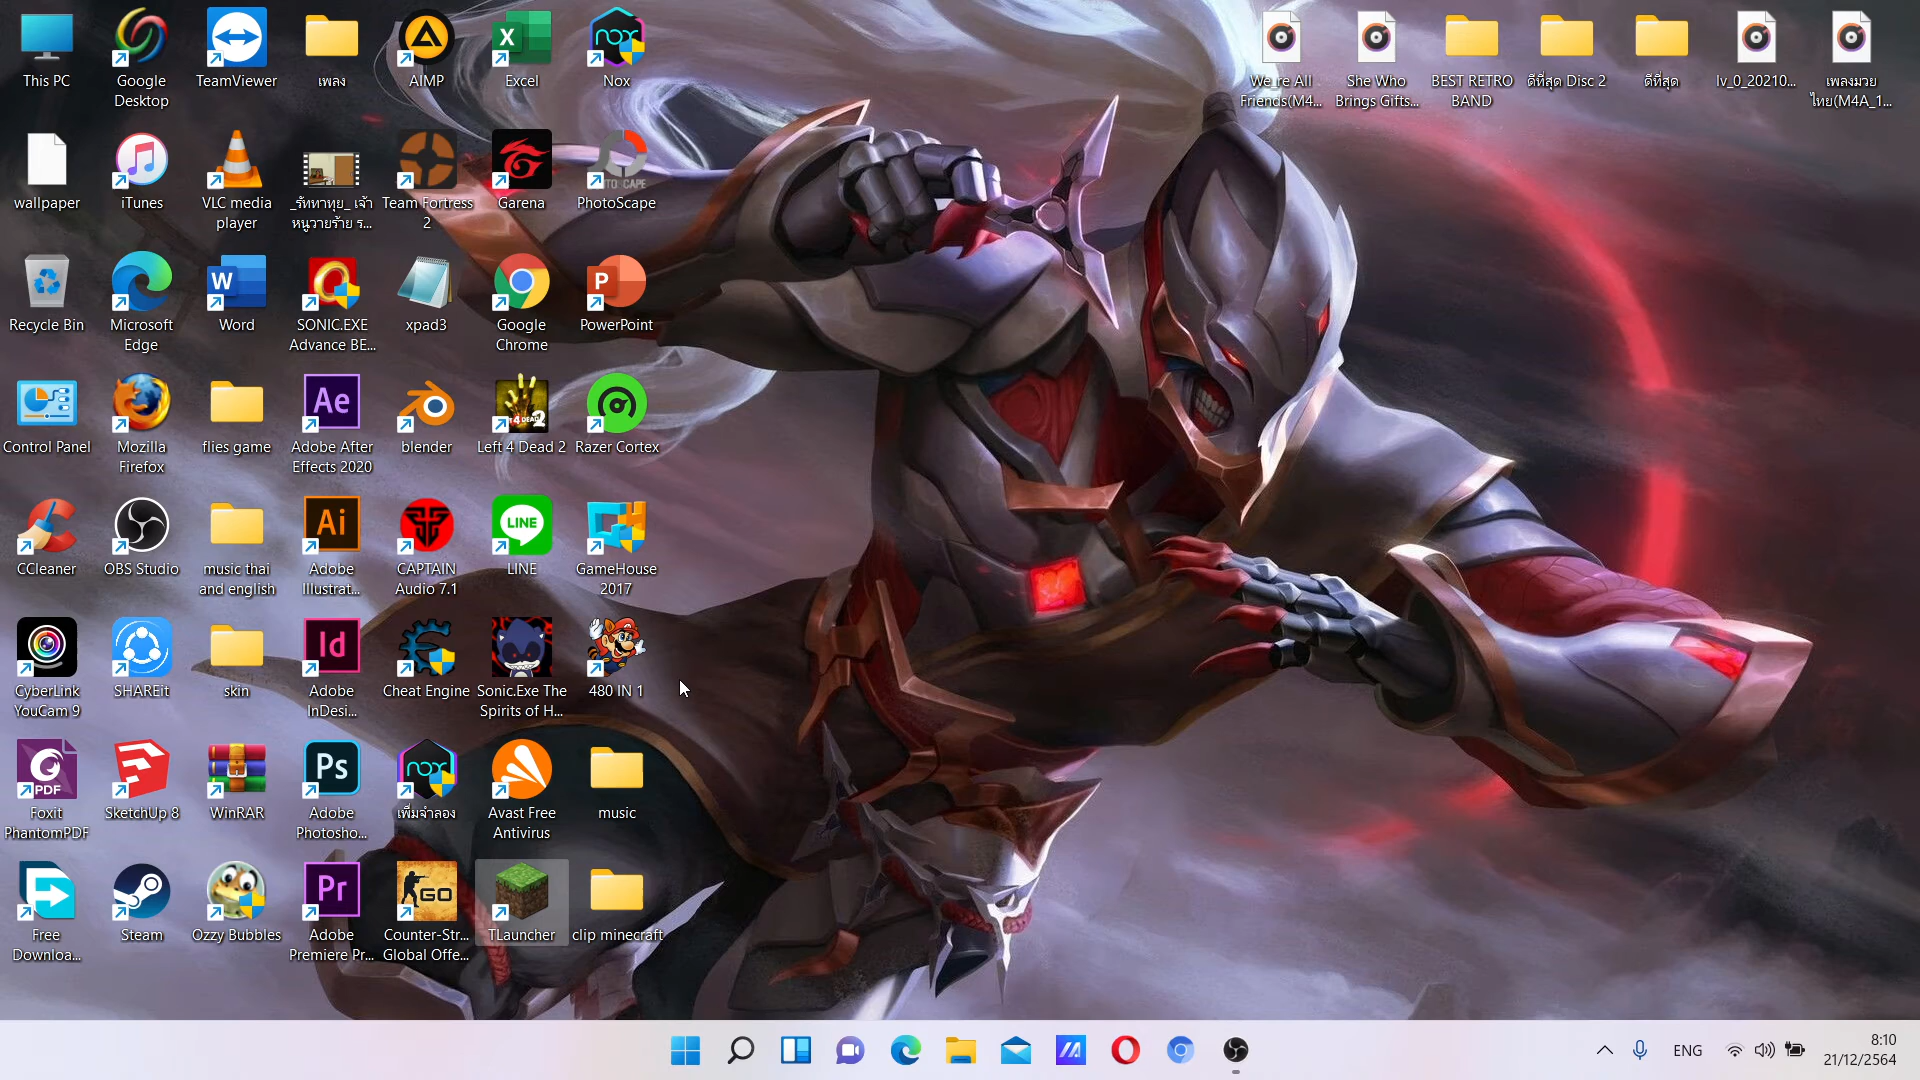 This PC
Google
Desktop
TeamViewer
เพลง
AIMP
Excel
Nox
We_re All
Friends(M4...
She Who
Brings Gifts...
BEST RETRO
BAND
ดีที่สุด Disc 2
ดีที่สุด
lv_0_20210...
เพลงมวย
ไทย(M4A_1...
wallpaper
iTunes
VLC media
player
_รัททาทุย_ เจ้า
หนูวายร้าย ร...
Team Fortress
2
Garena
PhotoScape
Recycle Bin
Microsoft
Edge
Word
SONIC.EXE
Advance BE...
xpad3
Google
Chrome
PowerPoint
Control Panel
Mozilla
Firefox
flies game
Adobe After
Effects 2020
blender
Left 4 Dead 2
Razer Cortex
CCleaner
OBS Studio
music thai
and english
Adobe
Illustrat...
CAPTAIN
Audio 7.1
LINE
LINE
GameHouse
2017
CyberLink
YouCam 9
SHAREit
skin
Adobe
InDesi...
Cheat Engine
Sonic.Exe The
Spirits of H...
480 IN 1
PDF
Foxit
PhantomPDF
SketchUp 8
WinRAR
Adobe
Photosho...
เพิ่มจำลอง
Avast Free
Antivirus
music
Free
Downloa...
Steam
Ozzy Bubbles
Adobe
Premiere Pr...
GO
Counter-Str...
Global Offe...
TLauncher
clip minecraft
ENG
8:10
21/12/2564